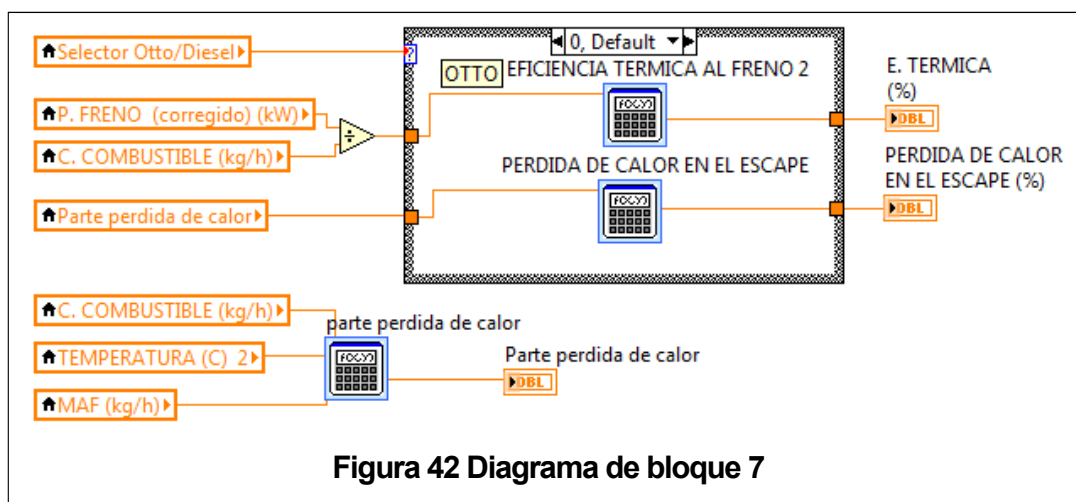 Selector Otto/Diesel
0, Default
?
OTTO
EFICIENCIA TERMICA AL FRENO 2
E. TERMICA
(%)
P. FRENO (corregido) (kW)
÷
C. COMBUSTIBLE (kg/h)
DBL
PERDIDA DE CALOR EN EL ESCAPE
PERDIDA DE CALOR
EN EL ESCAPE (%)
Parte perdida de calor
DBL
C. COMBUSTIBLE (kg/h)
parte perdida de calor
TEMPERATURA (C) 2
Parte perdida de calor
DBL
MAF (kg/h)
Figura 42 Diagrama de bloque 7